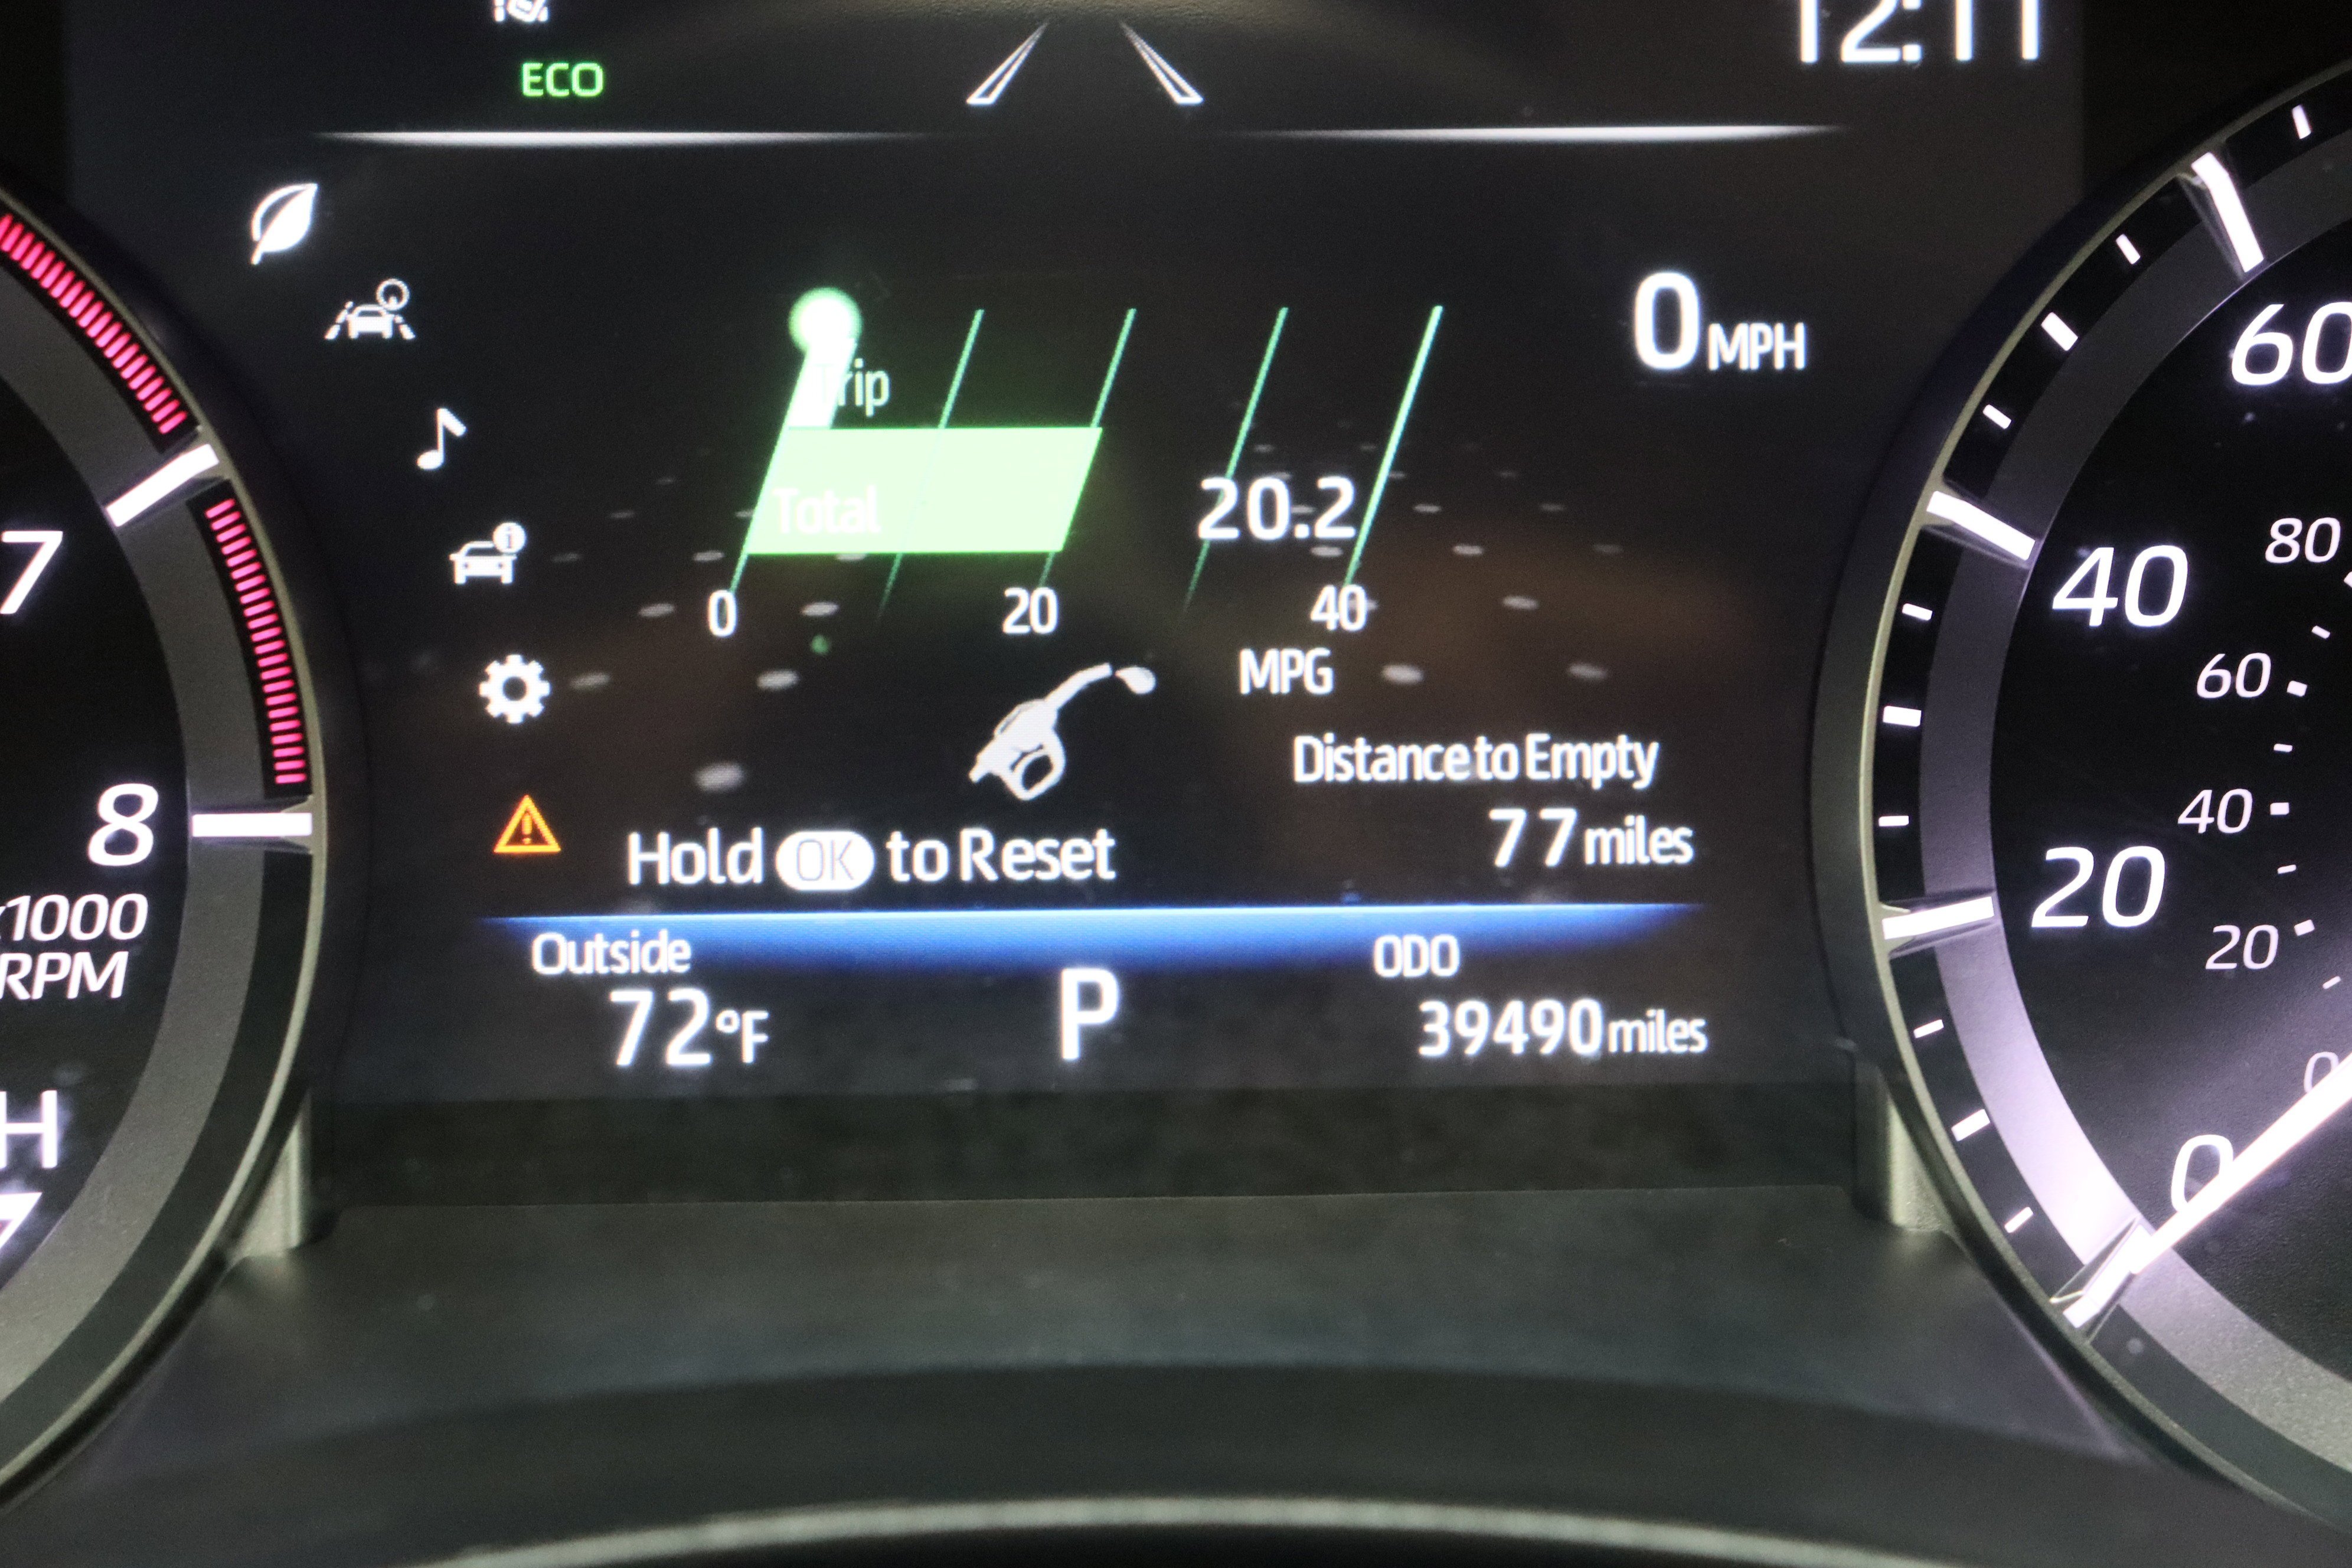 12:11
ECO
0 MPH
Trip
Total 20.2
0 20 40
MPG
Distance to Empty
77 miles
Hold OK to Reset
Outside
72°F
P
ODO
39490 miles
7
8
x1000
RPM
H
60
40
20
0
80
60
40
20
0